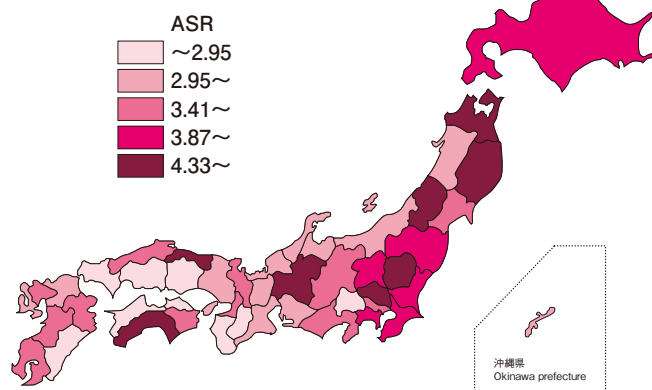 ASR
～2.95
2.95～
3.41～
3.87～
4.33～
沖縄県
Okinawa prefecture